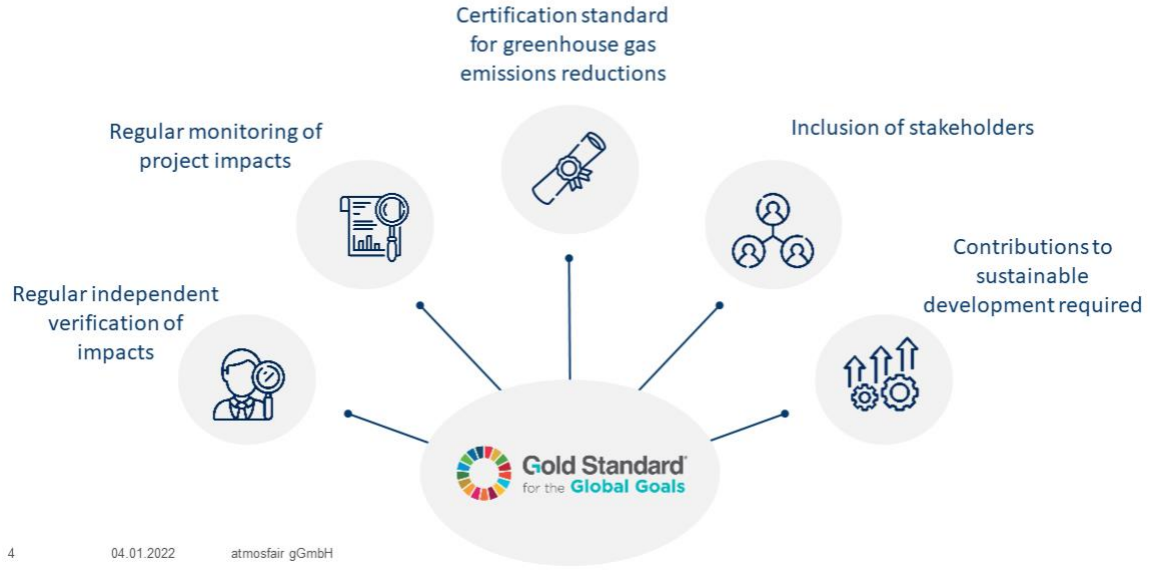 Certification standard
for greenhouse gas
emissions reductions
Regular monitoring of
project impacts
Inclusion of stakeholders
Contributions to
sustainable
development required
Regular independent
verification of
impacts
Gold Standard®
for the Global Goals
4 04.01.2022 atmosfair gGmbH